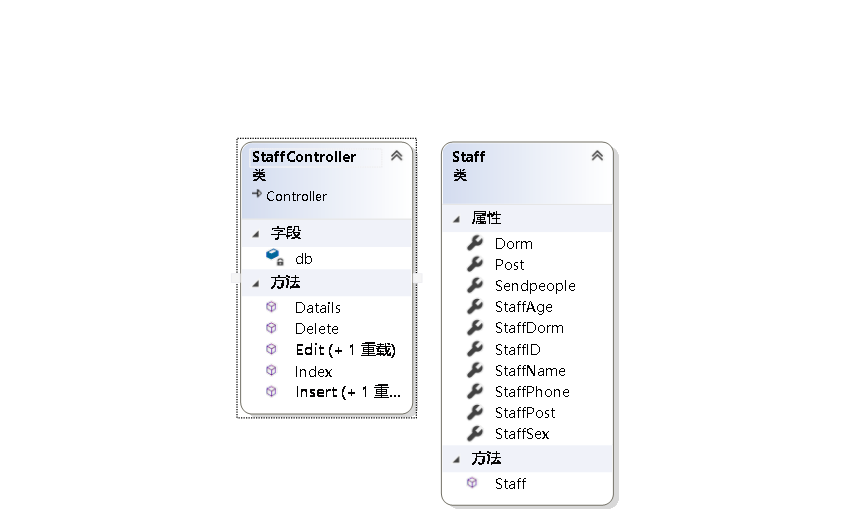 StaffController
类
Controller
字段
db
方法
Datails
Delete
Edit (+ 1 重载)
Index
Insert (+ 1 重...
Staff
类
属性
Dorm
Post
Sendpeople
StaffAge
StaffDorm
StaffID
StaffName
StaffPhone
StaffPost
StaffSex
方法
Staff